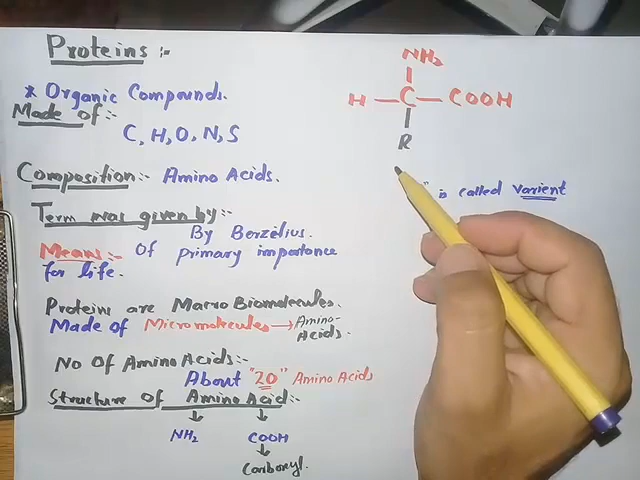 Proteins :-
* Organic Compounds.
Made of:-
C, H, O, N, S
Composition:- Amino Acids.
Term was given by:-
By Berzelius.
Means:- Of primary importance
for life.
Proteins are Macro Biomolecules.
Made of Micromolecules → Amino-
Acids.
No Of Amino Acids:-
About "20" Amino Acids
Structure of Amino Acid:-
NH₂ COOH
Carboxyl.
NH₂
H — C — COOH
R
" is called Varient